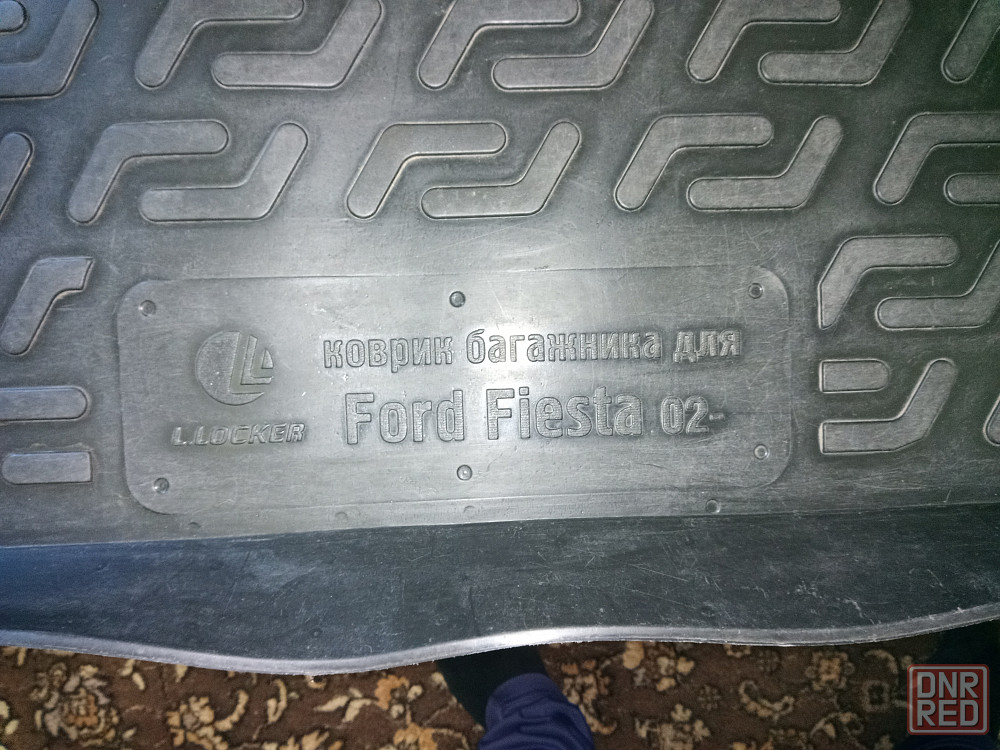 коврик багажника для
Ford Fiesta 02-
L.LOCKER
DNR
RED